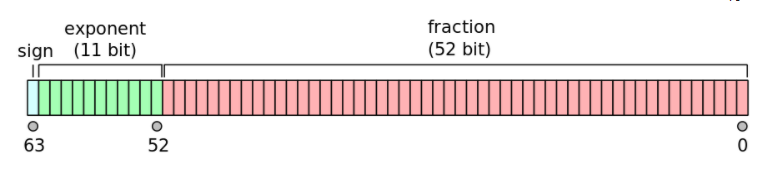 exponent
fraction
sign
(11 bit)
(52 bit)
63
52
0